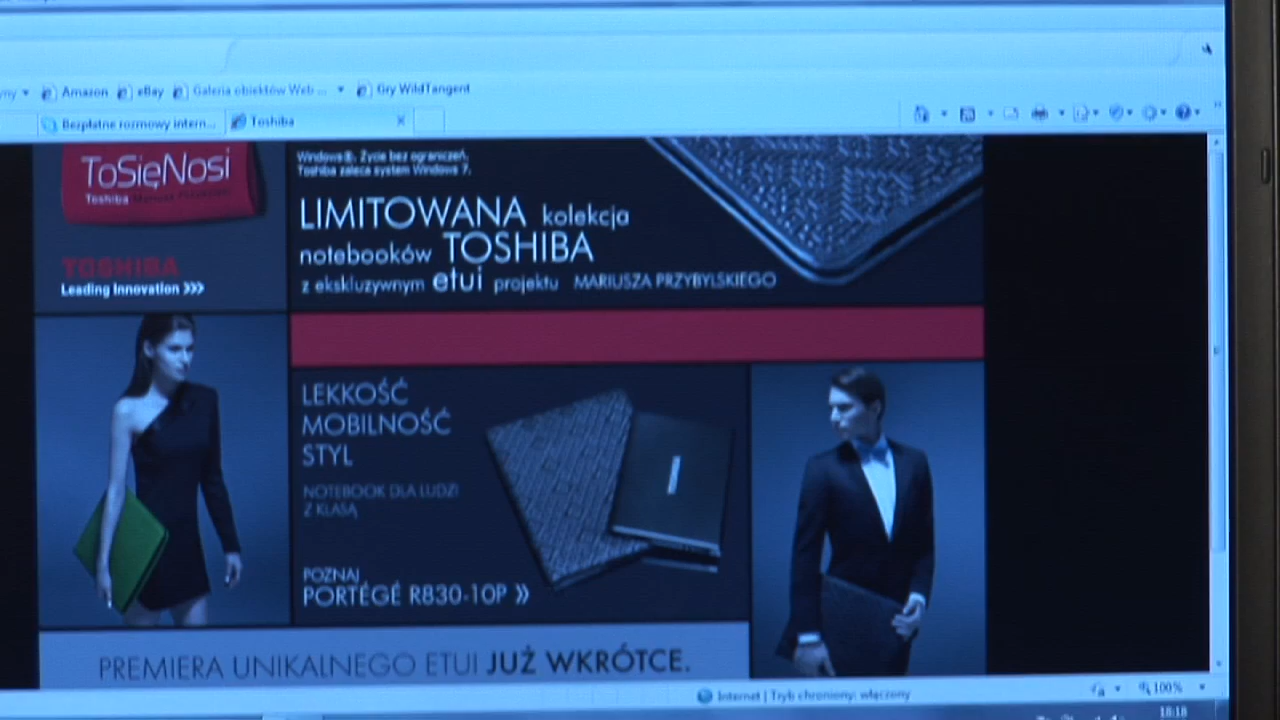 Amazon eBay Galeria obiektów Web ... Gry WildTangent
Bezpłatne rozmowy intern... Toshiba
ToSięNosi
Toshiba
TOSHIBA
Leading Innovation >>>
Windows®. Życie bez ograniczeń.
Toshiba zaleca system Windows 7.
LIMITOWANA kolekcja
notebooków TOSHIBA
z ekskluzywnym etui projektu MARIUSZA PRZYBYLSKIEGO
LEKKOŚĆ
MOBILNOŚĆ
STYL
NOTEBOOK DLA LUDZI
Z KLASĄ
POZNAJ
PORTÉGÉ R830-10P »
PREMIERA UNIKALNEGO ETUI JUŻ WKRÓTCE.
Internet | Tryb chroniony: włączony
100%
18:18